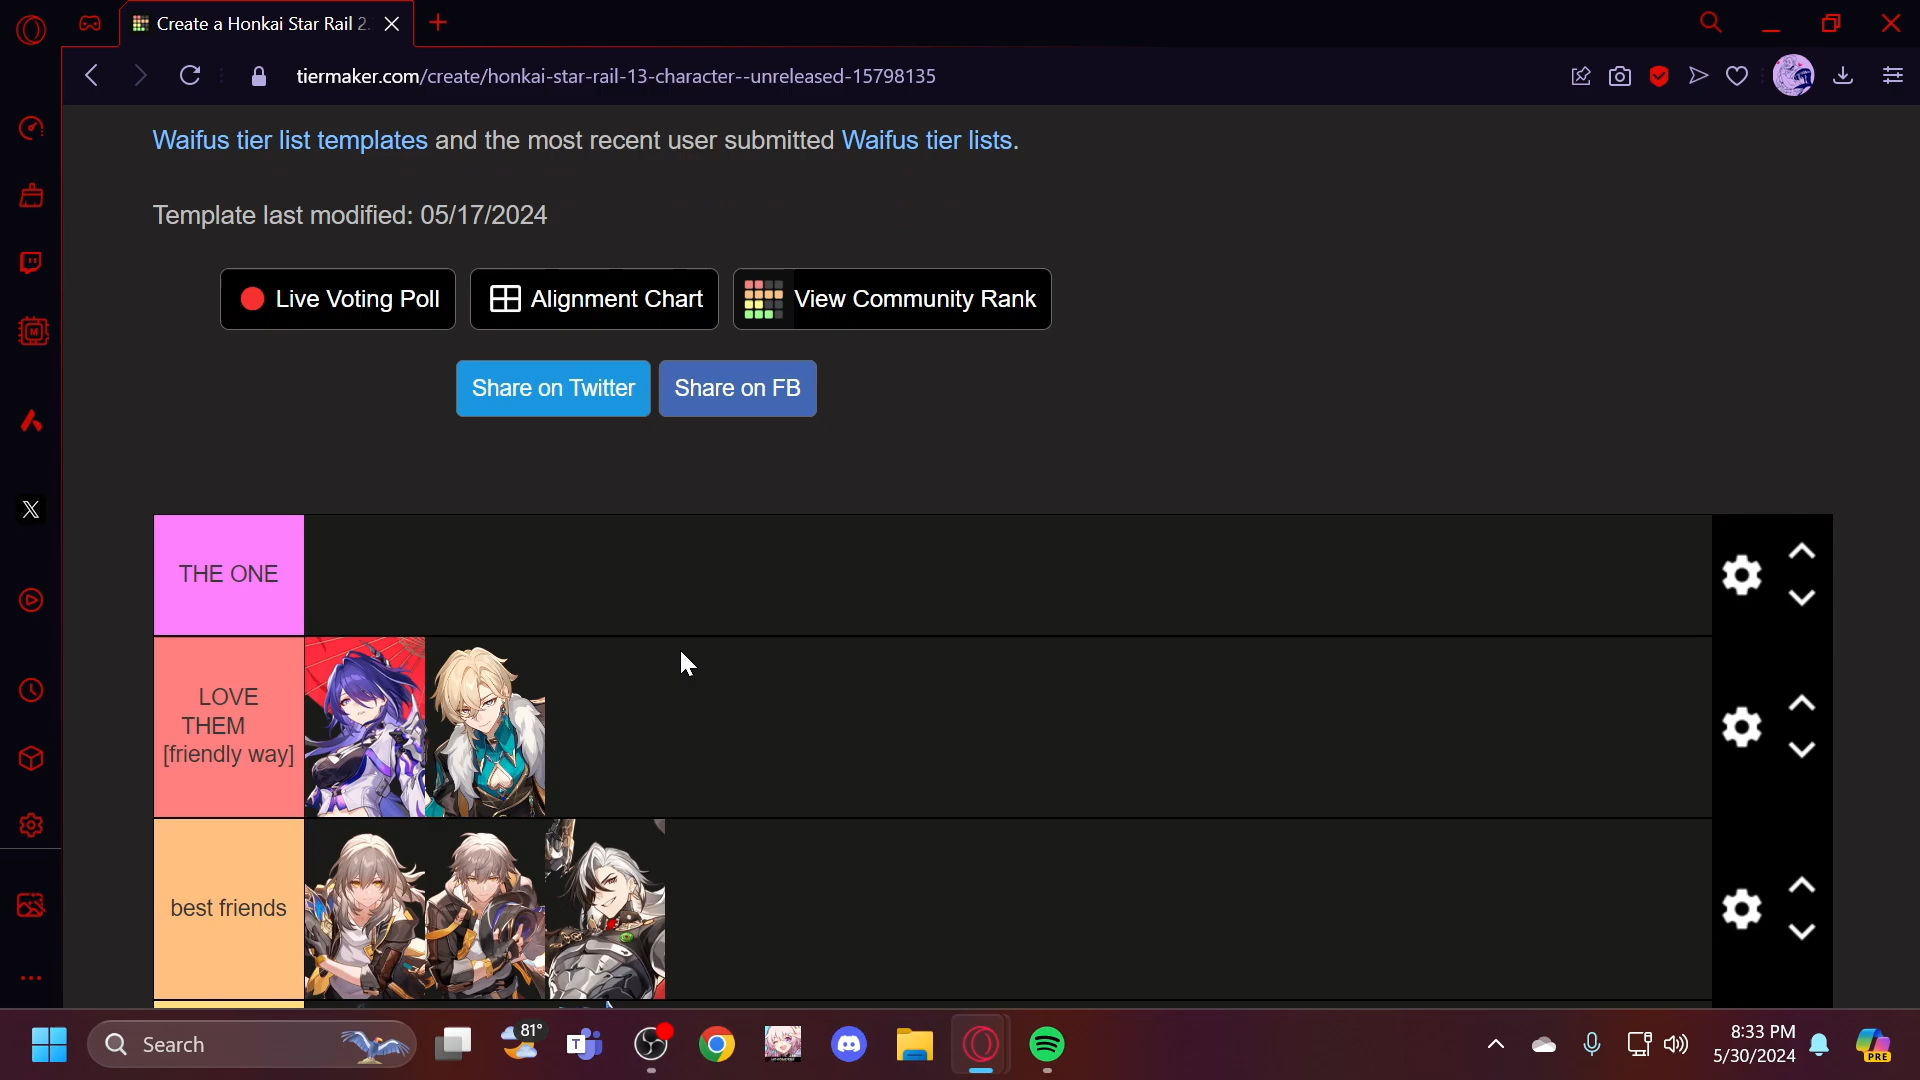 Create a Honkai Star Rail 2
tiermaker.com/create/honkai-star-rail-13-character--unreleased-15798135
Waifus tier list templates and the most recent user submitted Waifus tier lists.
Template last modified: 05/17/2024
Live Voting Poll
Alignment Chart
View Community Rank
Share on Twitter
Share on FB
THE ONE
LOVE
THEM
[friendly way]
best friends
Search
81°
8:33 PM
5/30/2024
PRE